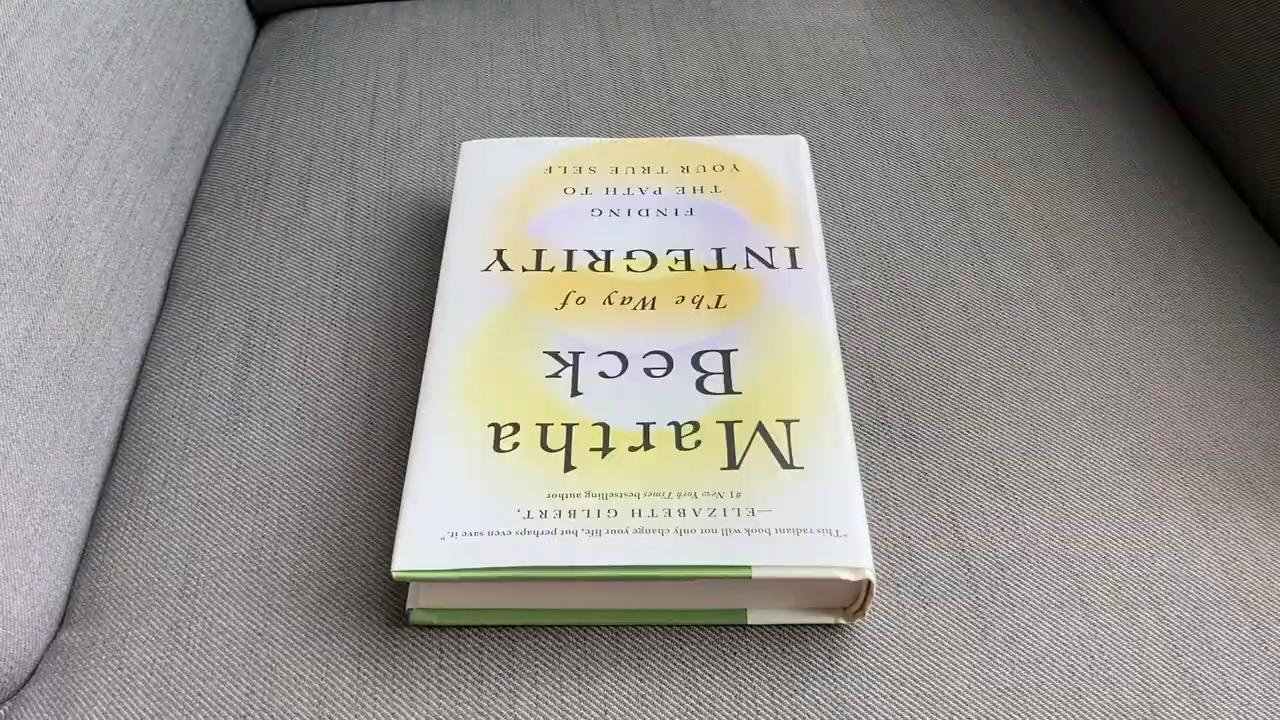 "This radiant book will not only change your life, but perhaps even save it."
—ELIZABETH GILBERT,
#1 New York Times bestselling author
Martha
Beck
The Way of
INTEGRITY
FINDING
THE PATH TO
YOUR TRUE SELF